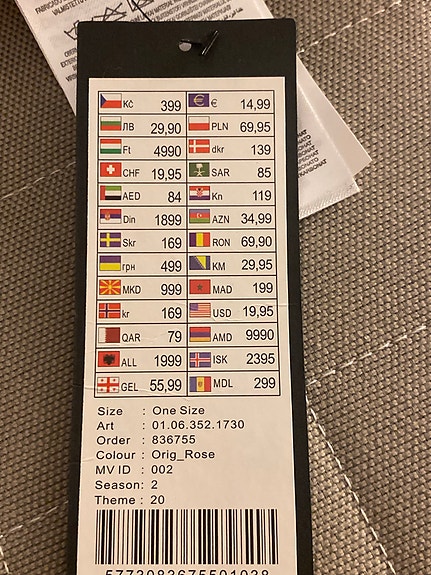 Kč 399 € 14,99
ЛВ 29,90 PLN 69,95
Ft 4990 dkr 139
CHF 19,95 SAR 85
AED 84 Kn 119
Din 1899 AZN 34,99
Skr 169 RON 69,90
грн 499 KM 29,95
MKD 999 MAD 199
kr 169 USD 19,95
QAR 79 AMD 9990
ALL 1999 ISK 2395
GEL 55,99 MDL 299
Size : One Size
Art : 01.06.352.1730
Order : 836755
Colour : Orig_Rose
MV ID : 002
Season: 2
Theme : 20